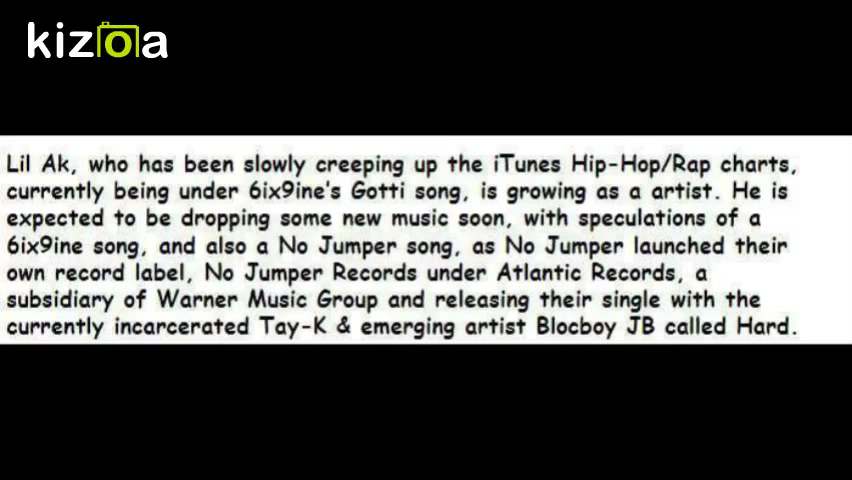 kizoa
Lil Ak, who has been slowly creeping up the iTunes Hip-Hop/Rap charts,
currently being under 6ix9ine's Gotti song, is growing as a artist. He is
expected to be dropping some new music soon, with speculations of a
6ix9ine song, and also a No Jumper song, as No Jumper launched their
own record label, No Jumper Records under Atlantic Records, a
subsidiary of Warner Music Group and releasing their single with the
currently incarcerated Tay-K & emerging artist Blocboy JB called Hard.